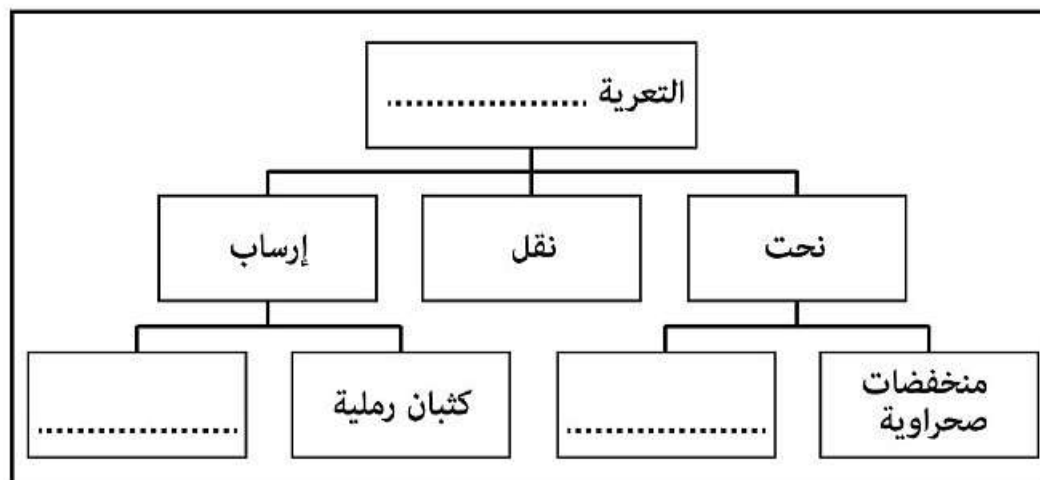 التعرية ....................
نحت
نقل
إرساب
منخفضات
صحراوية
....................
كثبان رملية
....................